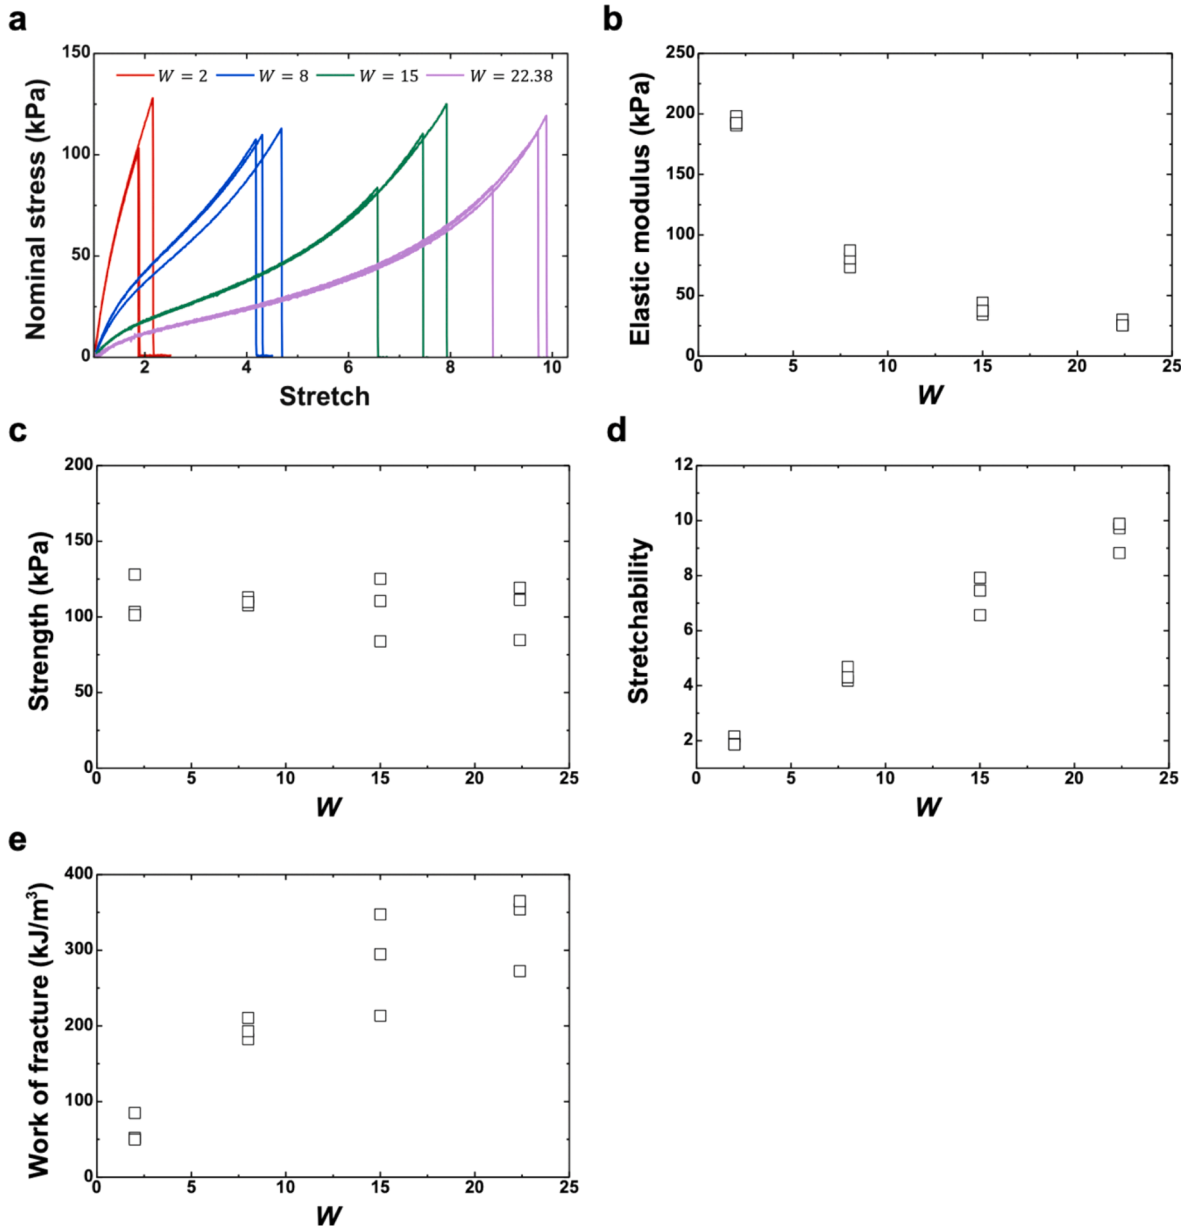 a
150
100
50
0
2
4
6
8
10
Nominal stress (kPa)
Stretch
W = 2
W = 8
W = 15
W = 22.38
b
250
200
150
100
50
0
0
5
10
15
20
25
Elastic modulus (kPa)
W
c
200
150
100
50
0
0
5
10
15
20
25
Strength (kPa)
W
d
12
10
8
6
4
2
0
5
10
15
20
25
Stretchability
W
e
400
300
200
100
0
0
5
10
15
20
25
Work of fracture (kJ/m³)
W